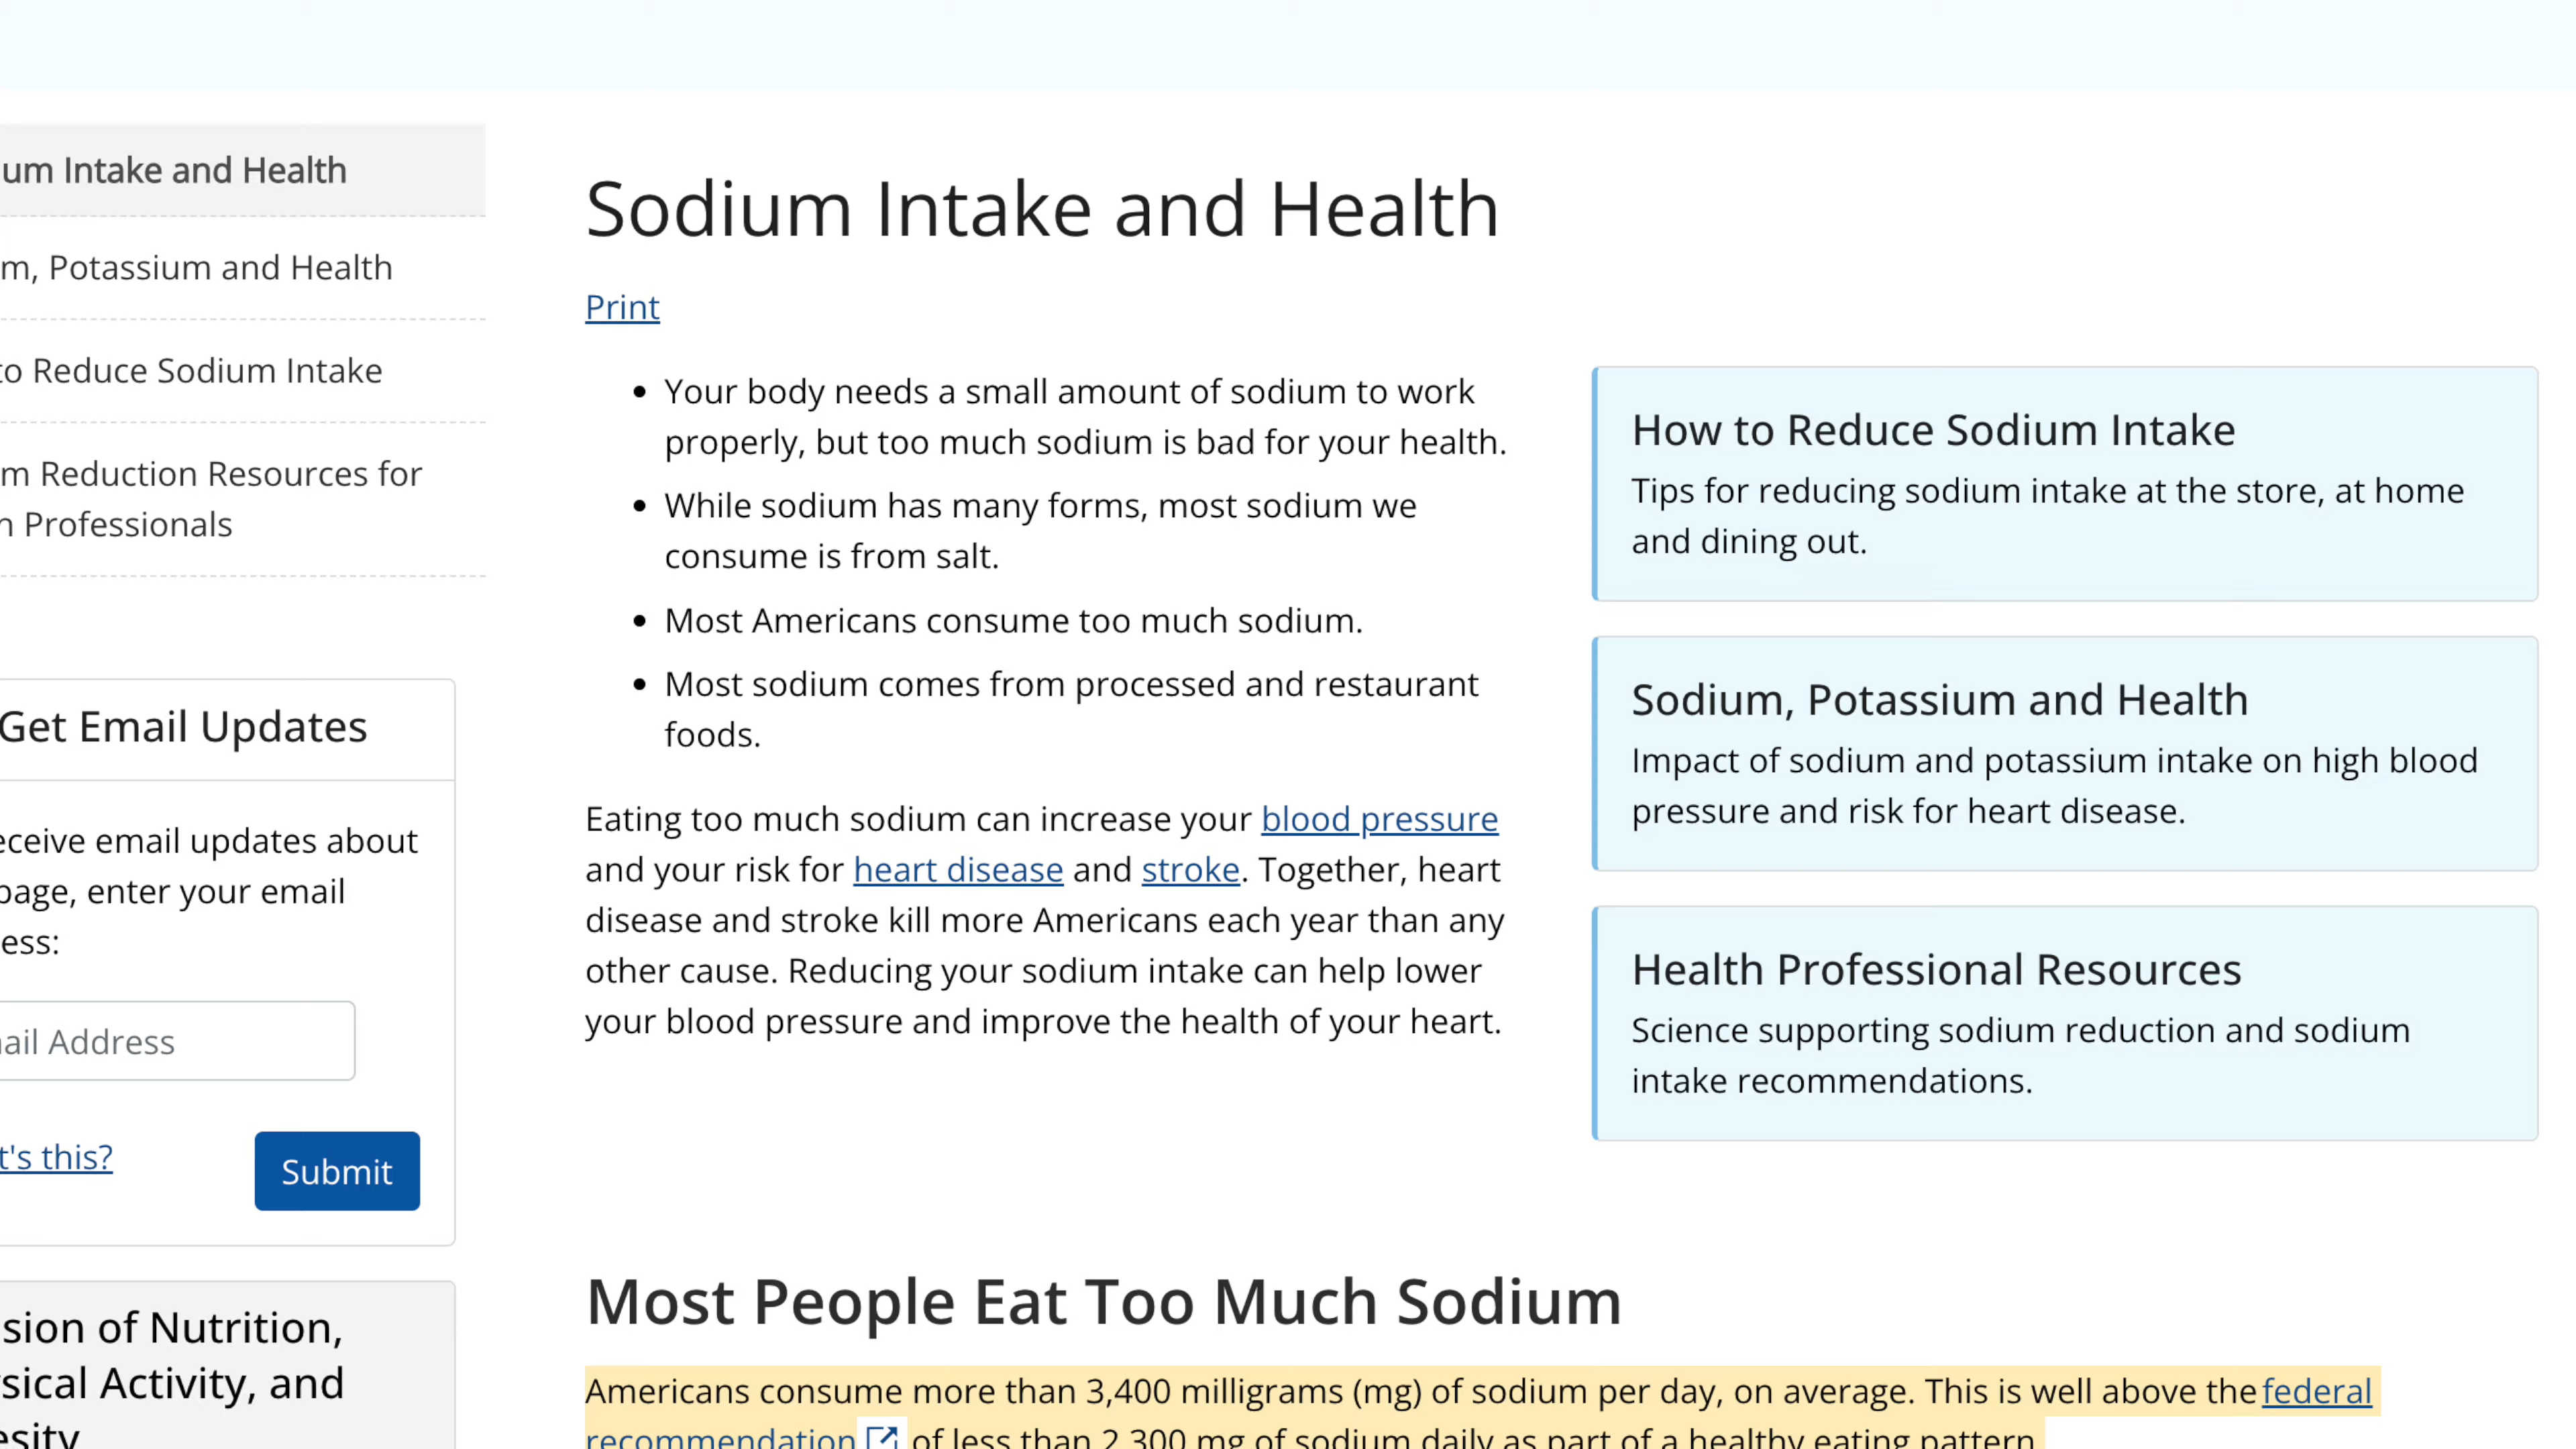 um Intake and Health
m, Potassium and Health
to Reduce Sodium Intake
m Reduction Resources for
Professionals
Get Email Updates
receive email updates about
page, enter your email
ess:
ail Address
t's this?
Submit
sion of Nutrition,
sical Activity, and
esity
Sodium Intake and Health
Print
• Your body needs a small amount of sodium to work
properly, but too much sodium is bad for your health.
• While sodium has many forms, most sodium we
consume is from salt.
• Most Americans consume too much sodium.
• Most sodium comes from processed and restaurant
foods.
Eating too much sodium can increase your blood pressure
and your risk for heart disease and stroke. Together, heart
disease and stroke kill more Americans each year than any
other cause. Reducing your sodium intake can help lower
your blood pressure and improve the health of your heart.
How to Reduce Sodium Intake
Tips for reducing sodium intake at the store, at home
and dining out.
Sodium, Potassium and Health
Impact of sodium and potassium intake on high blood
pressure and risk for heart disease.
Health Professional Resources
Science supporting sodium reduction and sodium
intake recommendations.
Most People Eat Too Much Sodium
Americans consume more than 3,400 milligrams (mg) of sodium per day, on average. This is well above the federal
recommendation of less than 2,300 mg of sodium daily as part of a healthy eating pattern.